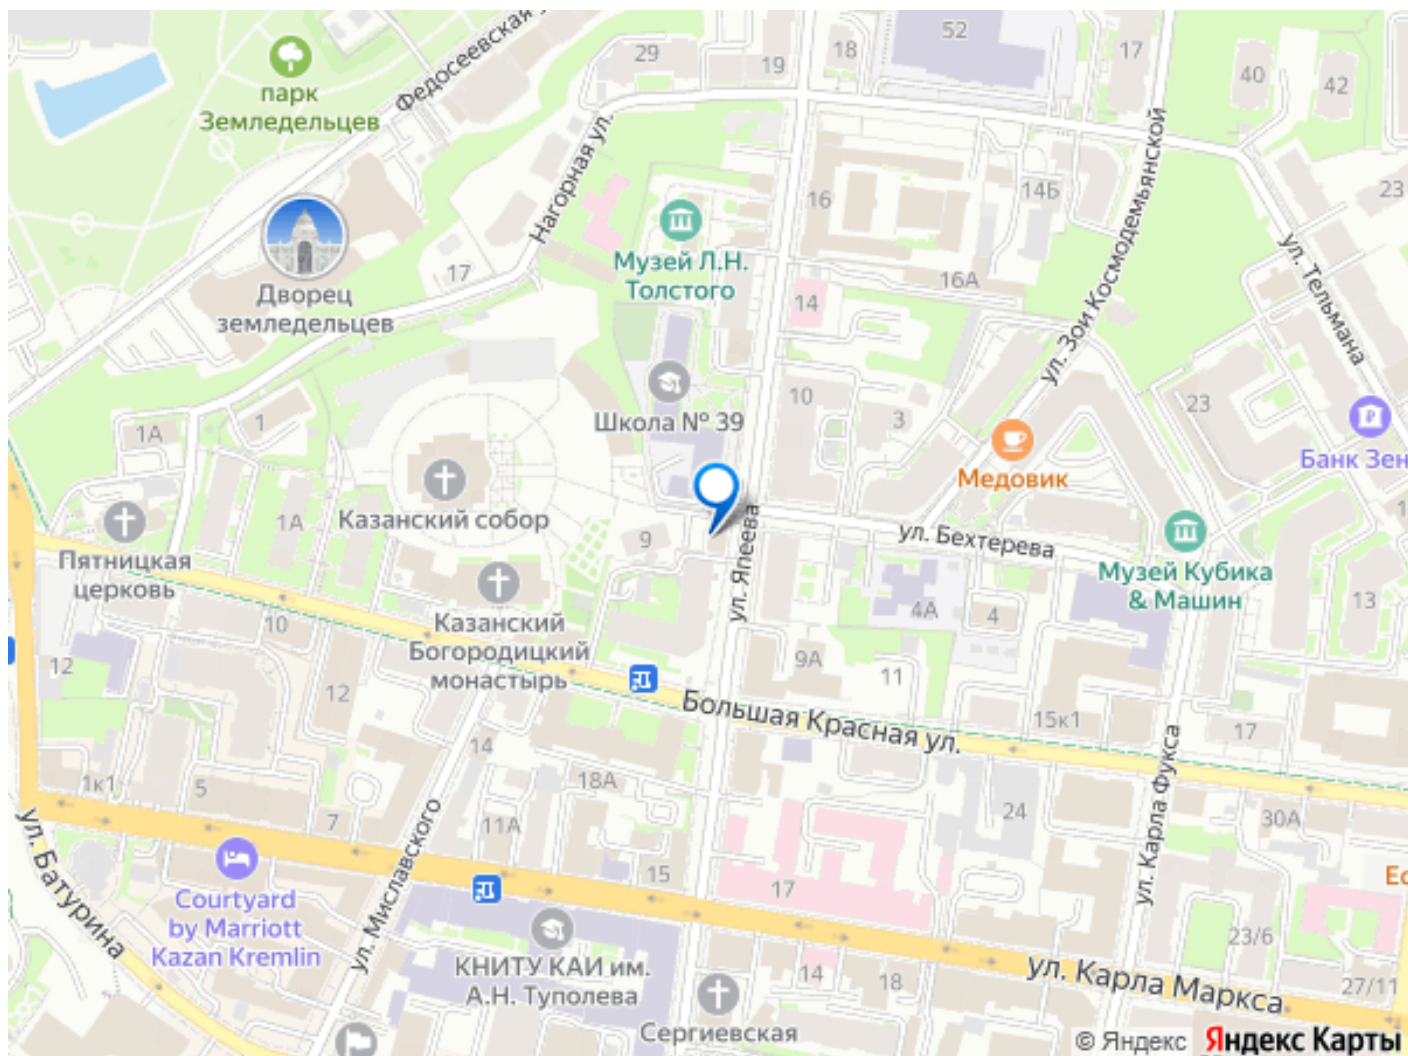 52
29
19
18
17
40
42
Федосеевская
парк
Земледельцев
Нагорная ул.
ул. Зои Космодемьянской
14Б
23
16
Музей Л.Н.
Толстого
17
16А
14
ул. Тельмана
Дворец
земледельцев
Школа № 39
10
3
23
1
1А
Медовик
Казанский собор
1А
9
ул. Япеева
ул. Бехтерева
Пятницкая
церковь
Музей Кубика
& Машин
4А
4
13
10
Казанский
Богородицкий
монастырь
12
12
9А
11
Большая Красная ул.
15к1
17
14
18А
1к1
5
7
11А
24
30А
ул. Карла Фукса
ул. Батурина
ул. Миславского
15
17
Courtyard
by Marriott
Kazan Kremlin
23/6
КНИТУ КАИ им.
А.Н. Туполева
14
18
ул. Карла Маркса
27/11
Сергиевская
© Яндекс Яндекс Карты